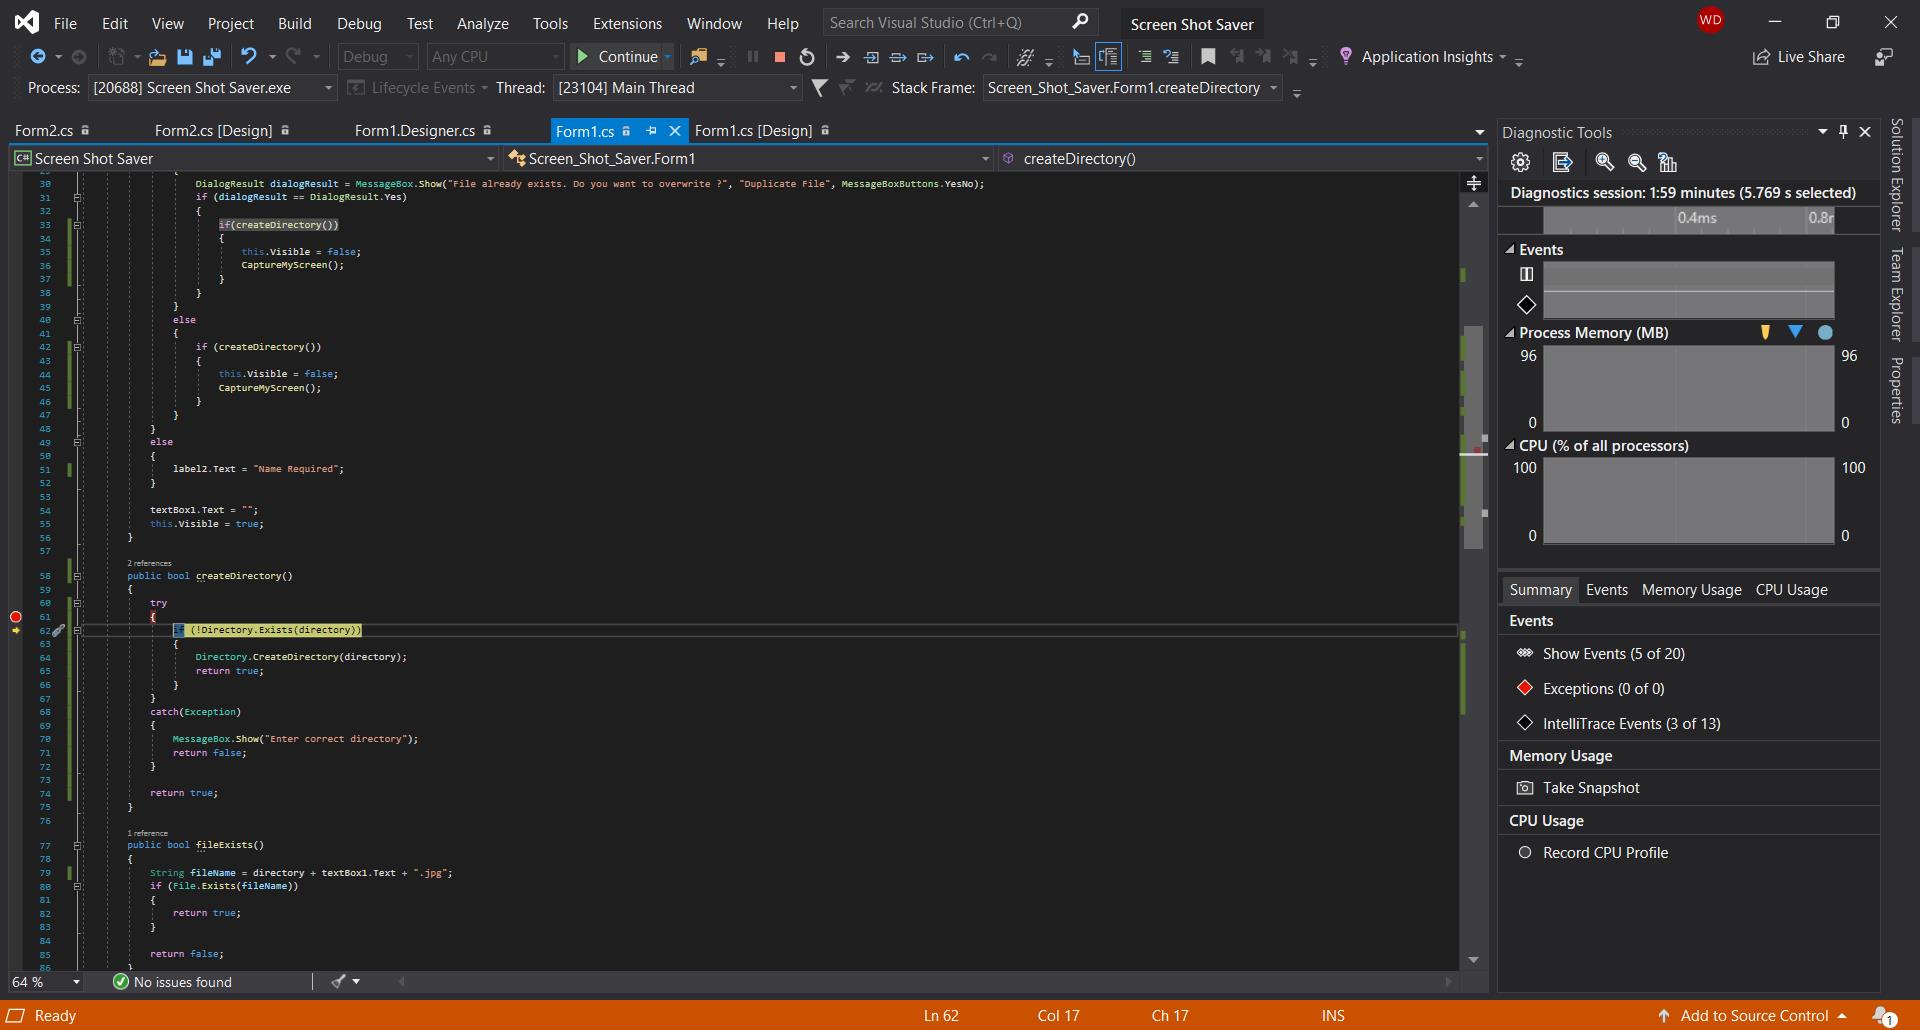 File Edit View Project Build Debug Test Analyze Tools Extensions Window Help Search Visual Studio (Ctrl+Q) Screen Shot Saver WD
Debug Any CPU Continue Application Insights Live Share
Process: [20688] Screen Shot Saver.exe Lifecycle Events Thread: [23104] Main Thread Stack Frame: Screen_Shot_Saver.Form1.createDirectory
Form2.cs Form2.cs [Design] Form1.Designer.cs Form1.cs Form1.cs [Design]
C# Screen Shot Saver Screen_Shot_Saver.Form1 createDirectory()
29 {
30 DialogResult dialogResult = MessageBox.Show("File already exists. Do you want to overwrite ?", "Duplicate File", MessageBoxButtons.YesNo);
31 if (dialogResult == DialogResult.Yes)
32 {
33 if(createDirectory())
34 {
35 this.Visible = false;
36 CaptureMyScreen();
37 }
38 }
39 }
40 else
41 {
42 if (createDirectory())
43 {
44 this.Visible = false;
45 CaptureMyScreen();
46 }
47 }
48 }
49 else
50 {
51 label2.Text = "Name Required";
52 }
53
54 textBox1.Text = "";
55 this.Visible = true;
56 }
57
2 references
58 public bool createDirectory()
59 {
60 try
61 {
62 if (!Directory.Exists(directory))
63 {
64 Directory.CreateDirectory(directory);
65 return true;
66 }
67 }
68 catch(Exception)
69 {
70 MessageBox.Show("Enter correct directory");
71 return false;
72 }
73
74 return true;
75 }
76
1 reference
77 public bool fileExists()
78 {
79 String fileName = directory + textBox1.Text + ".jpg";
80 if (File.Exists(fileName))
81 {
82 return true;
83 }
84
85 return false;
86 }
64 % No issues found
Diagnostic Tools
Diagnostics session: 1:59 minutes (5.769 s selected)
0.4ms 0.8m
Events
Process Memory (MB)
96 96
0 0
CPU (% of all processors)
100 100
0 0
Summary Events Memory Usage CPU Usage
Events
Show Events (5 of 20)
Exceptions (0 of 0)
IntelliTrace Events (3 of 13)
Memory Usage
Take Snapshot
CPU Usage
Record CPU Profile
Solution Explorer
Team Explorer
Properties
Ready Ln 62 Col 17 Ch 17 INS Add to Source Control 1